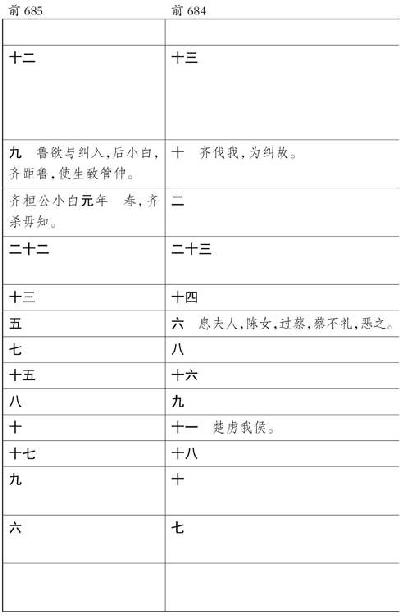 前 685 前 684
十二 十三
九 鲁欲与纠入,后小白, 十 齐伐我,为纠故。
齐距鲁,使生致管仲。
齐桓公小白元年 春,齐 二
杀毋知。
二十二 二十三
十三 十四
五 六 息夫人,陈女,过蔡,蔡不礼,恶之。
七 八
十五 十六
八 九
十 十一 楚虏我侯。
十七 十八
九 十
六 七